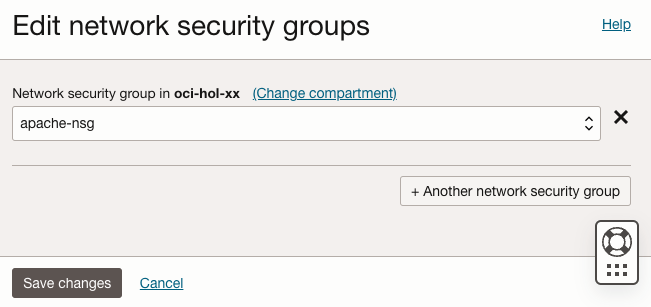 Edit network security groups
Help
Network security group in oci-hol-xx (Change compartment)
apache-nsg
+ Another network security group
Save changes
Cancel